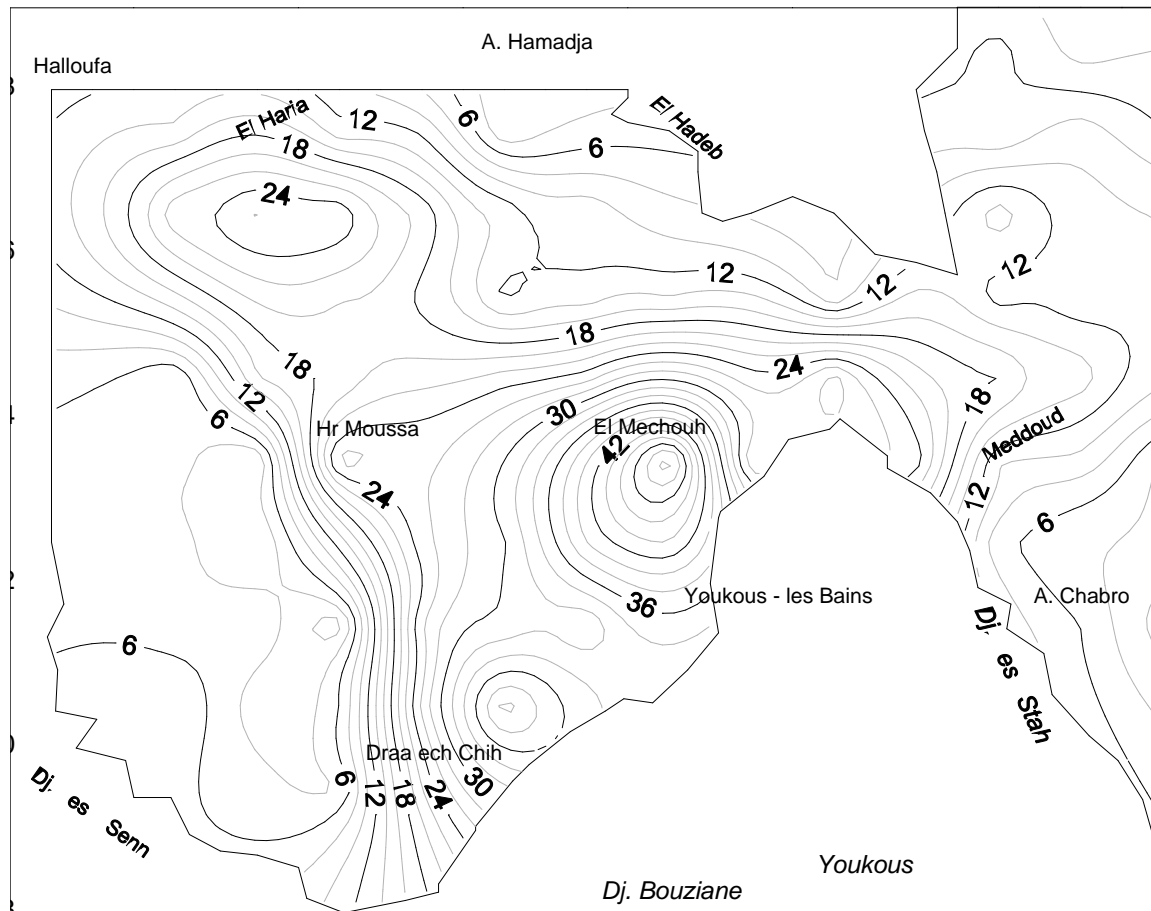 A. Hamadja
Halloufa
El Haria
12
6
El Hadeb
6
18
24
12
12
12
18
18
24
12
6
30
18
Hr Moussa
El Mechouh
42
Meddoud
24
12
6
36
Youkous - les Bains
A. Chabro
6
Dj. es Stah
Draa ech Chih
6
12
18
24
30
Dj. es Senn
Youkous
Dj. Bouziane